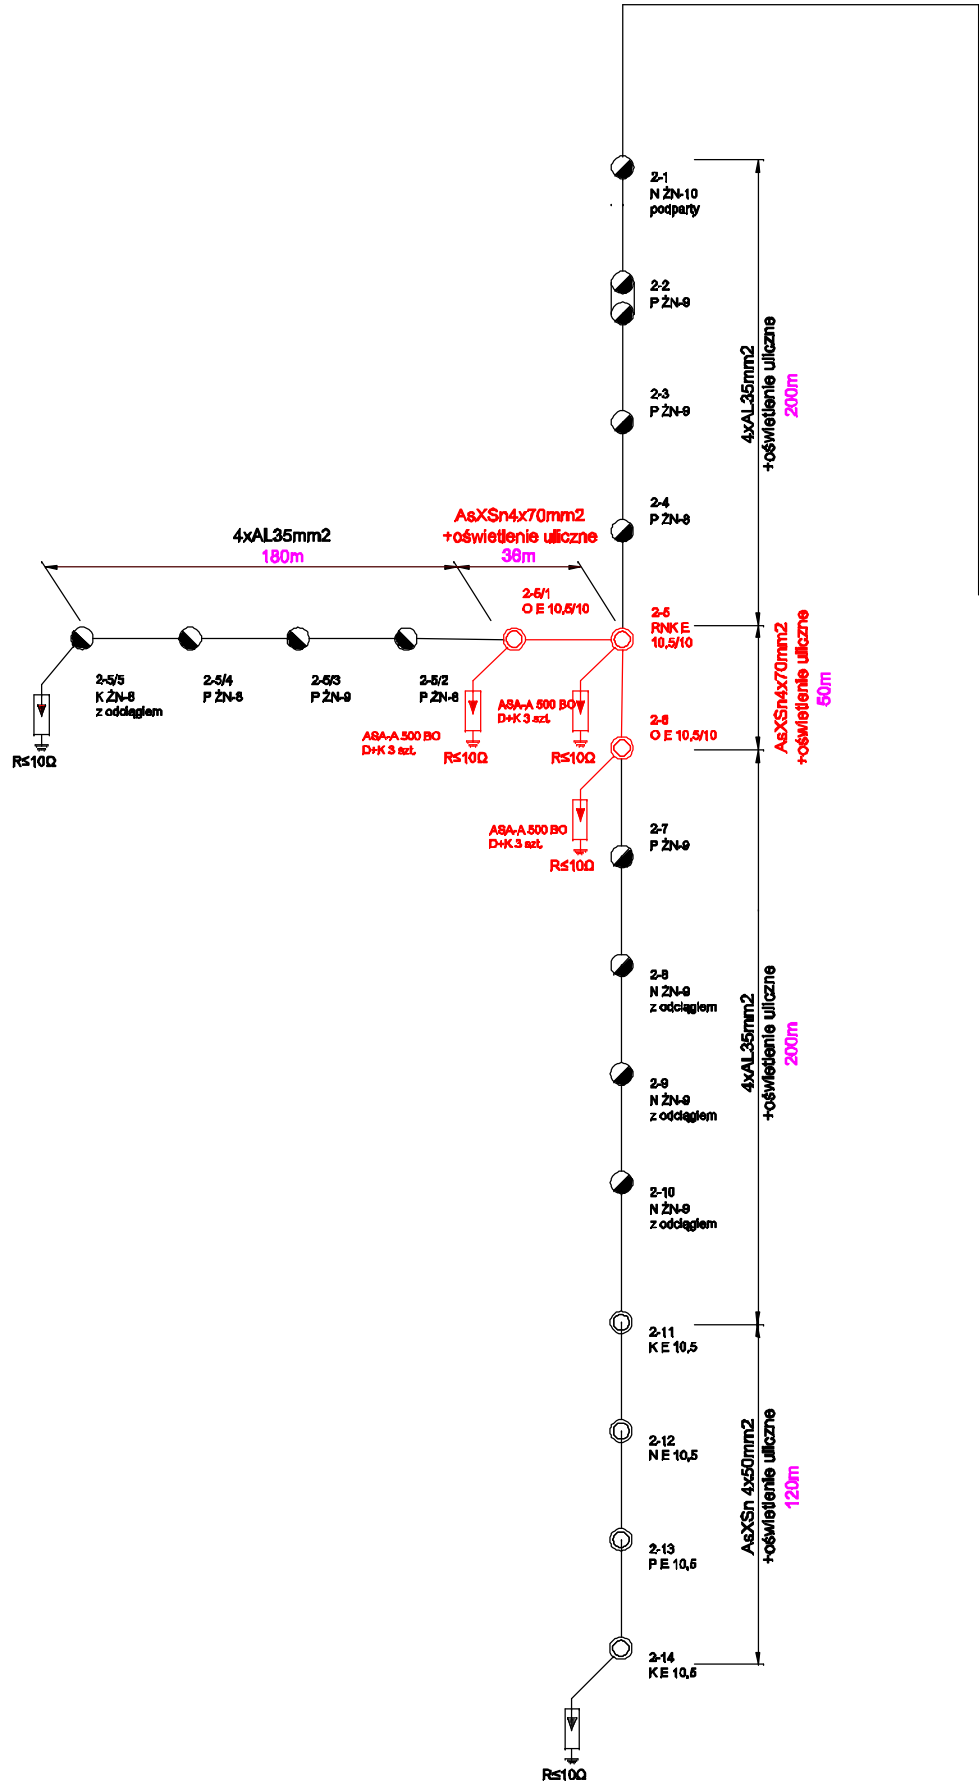 2-1
N ŻN-10
podparty
2-2
P ŻN-9
2-3
P ŻN-9
2-4
P ŻN-8
4xAL35mm2
+oświetlenie uliczne
200m
4xAL35mm2
180m
AsXSn4x70mm2
+oświetlenie uliczne
36m
2-5/1
O E 10,5/10
2-5
RNK E
10,5/10
2-5/5
K ŻN-8
z odciągiem
2-5/4
P ŻN-8
2-5/3
P ŻN-9
2-5/2
P ŻN-8
R≤10Ω
ASA-A 500 BO
D+K 3 szt.
R≤10Ω
ASA-A 500 BO
D+K 3 szt.
R≤10Ω
2-6
O E 10,5/10
AsXSn4x70mm2
+oświetlenie uliczne
50m
ASA-A 500 BO
D+K 3 szt.
R≤10Ω
2-7
P ŻN-9
2-8
N ŻN-9
z odciągiem
2-9
N ŻN-9
z odciągiem
2-10
N ŻN-9
z odciągiem
4xAL35mm2
+oświetlenie uliczne
200m
2-11
K E 10,5
2-12
N E 10,5
2-13
P E 10,5
2-14
K E 10,5
AsXSn 4x50mm2
+oświetlenie uliczne
120m
R≤10Ω